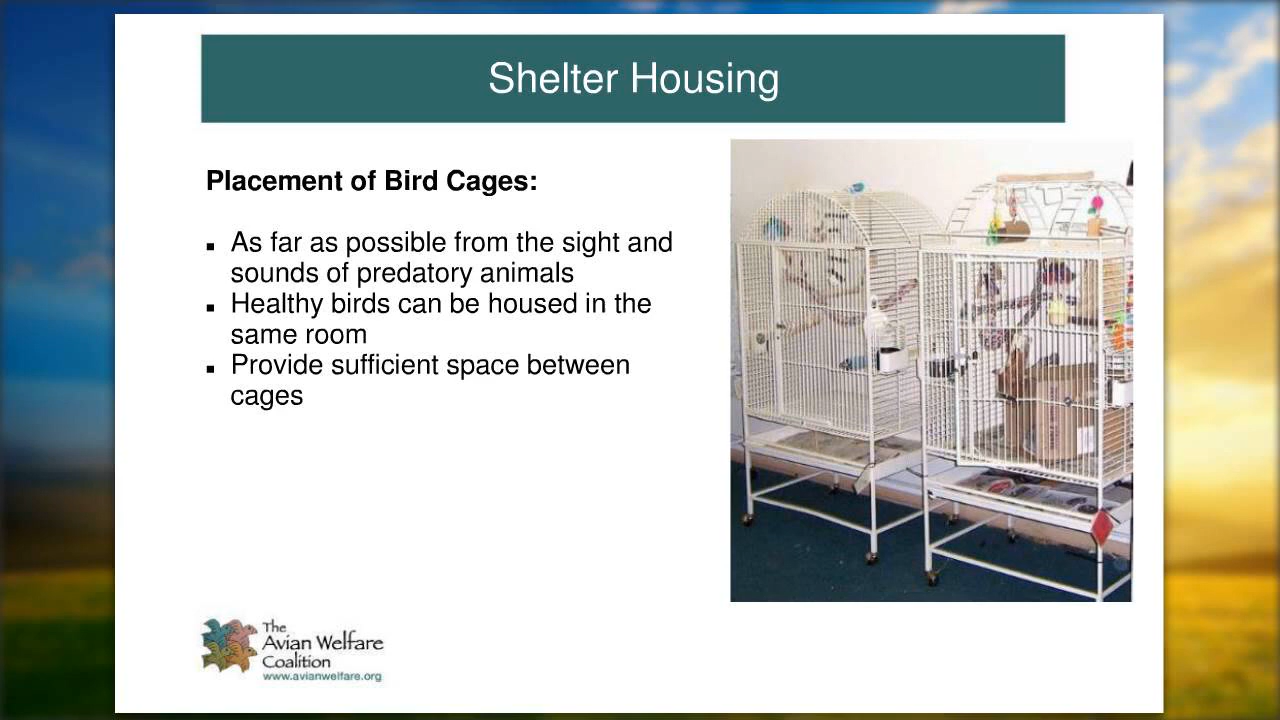 Shelter Housing
Placement of Bird Cages:
As far as possible from the sight and
sounds of predatory animals
Healthy birds can be housed in the
same room
Provide sufficient space between
cages
The
Avian Welfare
Coalition
www.avianwelfare.org